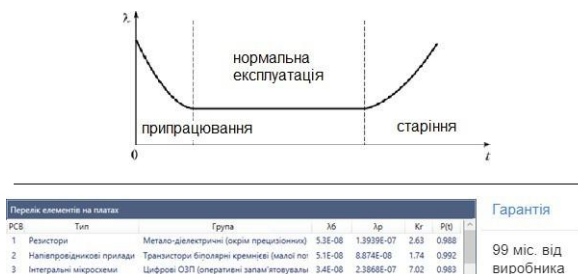 λ
нормальна
експлуатація
припрацювання
старіння
0
t
Перелік елементів на платах
PCB Тип Група λб λр Kr P(t)
1 Резистори Метало-діелектричні (окрім прецизійних) 5.3E-08 1.3939E-07 2.63 0.988
2 Напівпровідникові прилади Транзистори біполярні кремнієві (малої пот 5.1E-08 8.874E-08 1.74 0.992
3 Інтегральні мікросхеми Цифрові ОЗП (оперативні запам'ятовуваль 3.4E-08 2.3868E-07 7.02 0.983
Гарантія
99 міс. від
виробника